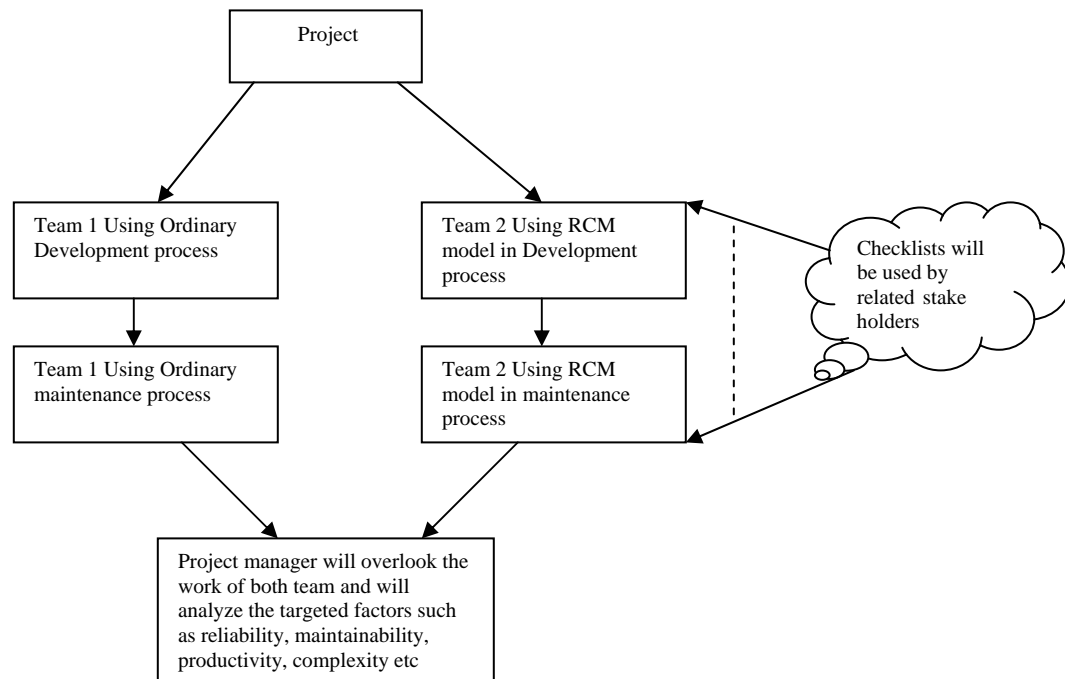 Project
Team 1 Using Ordinary
Development process
Team 2 Using RCM
model in Development
process
Checklists will
be used by
related stake
holders
Team 1 Using Ordinary
maintenance process
Team 2 Using RCM
model in maintenance
process
Project manager will overlook the
work of both team and will
analyze the targeted factors such
as reliability, maintainability,
productivity, complexity etc